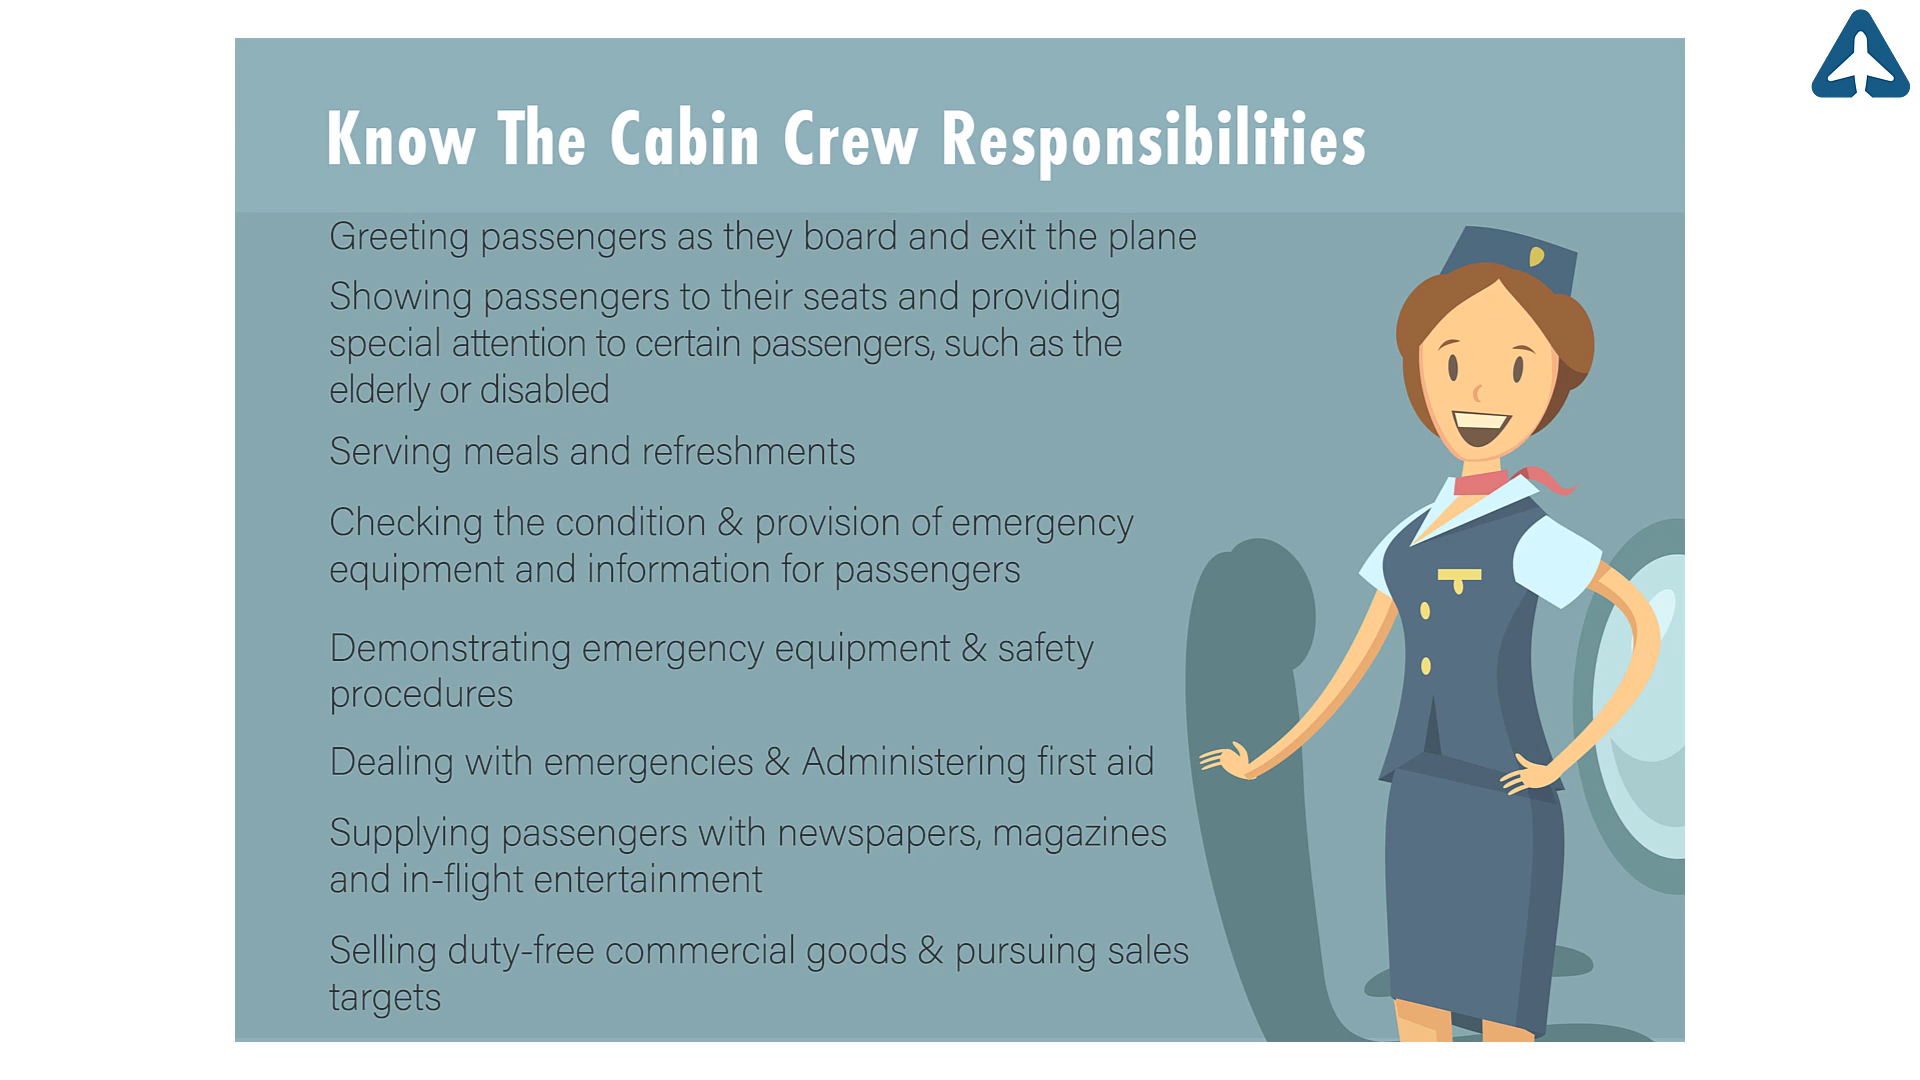 Know The Cabin Crew Responsibilities
Greeting passengers as they board and exit the plane
Showing passengers to their seats and providing
special attention to certain passengers, such as the
elderly or disabled
Serving meals and refreshments
Checking the condition & provision of emergency
equipment and information for passengers
Demonstrating emergency equipment & safety
procedures
Dealing with emergencies & Administering first aid
Supplying passengers with newspapers, magazines
and in-flight entertainment
Selling duty-free commercial goods & pursuing sales
targets